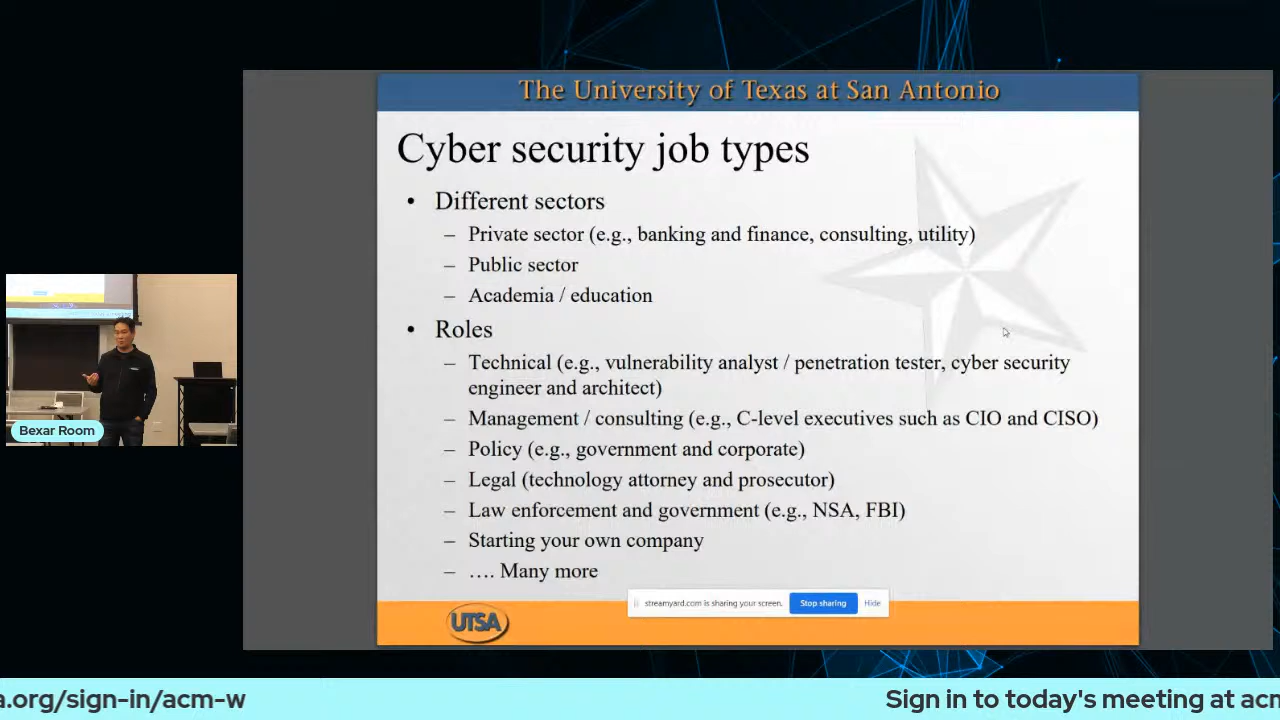 The University of Texas at San Antonio
Cyber security job types
• Different sectors
– Private sector (e.g., banking and finance, consulting, utility)
– Public sector
– Academia / education
• Roles
– Technical (e.g., vulnerability analyst / penetration tester, cyber security
engineer and architect)
– Management / consulting (e.g., C-level executives such as CIO and CISO)
– Policy (e.g., government and corporate)
– Legal (technology attorney and prosecutor)
– Law enforcement and government (e.g., NSA, FBI)
– Starting your own company
– …. Many more
streamyard.com is sharing your screen. Stop sharing Hide
UTSA
Bexar Room
a.org/sign-in/acm-w Sign in to today's meeting at acm